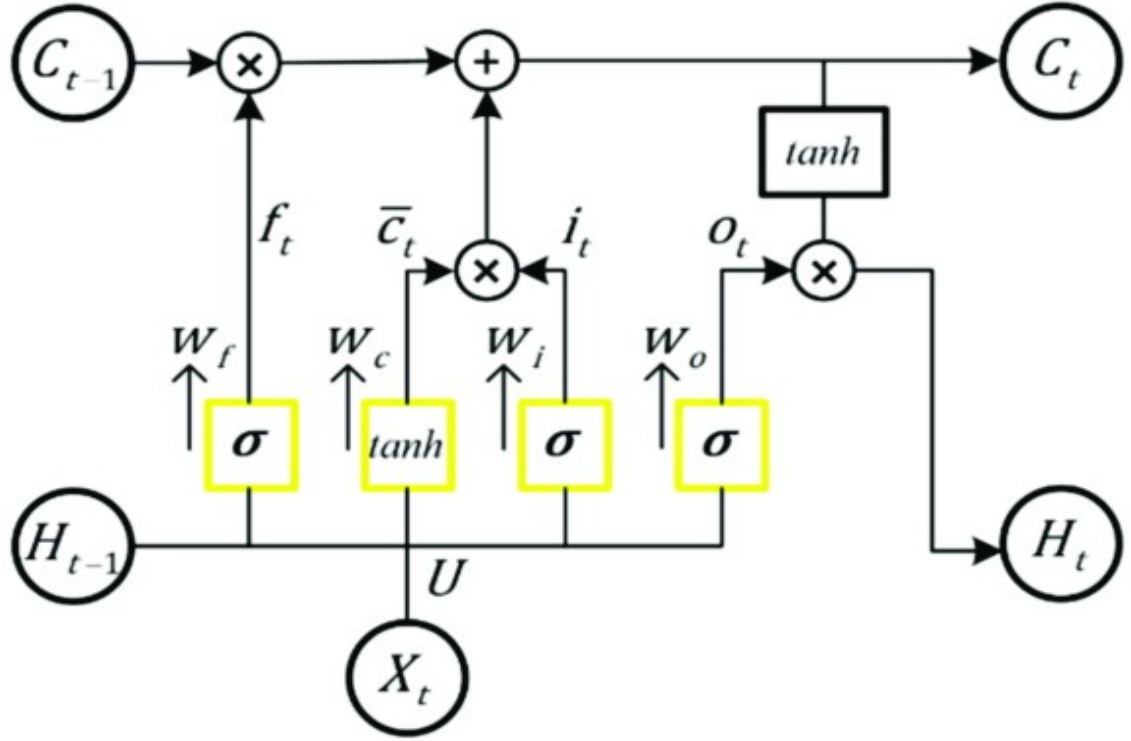 C_{t-1} × + C_t
tanh
f_t c̄_t × i_t o_t ×
W_f W_c W_i W_o
σ tanh σ σ
H_{t-1} H_t
U
X_t